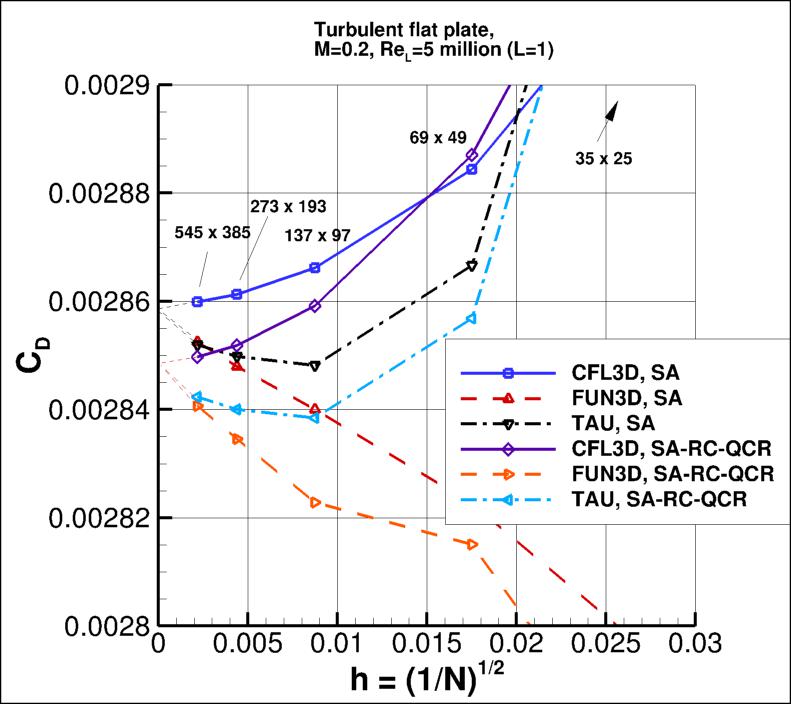 Turbulent flat plate,
M=0.2, Re_L=5 million (L=1)
0.0029
0.00288
0.00286
0.00284
0.00282
0.0028
C_D
69 x 49
35 x 25
273 x 193
545 x 385
137 x 97
CFL3D, SA
FUN3D, SA
TAU, SA
CFL3D, SA-RC-QCR
FUN3D, SA-RC-QCR
TAU, SA-RC-QCR
0 0.005 0.01 0.015 0.02 0.025 0.03
h = (1/N)^1/2